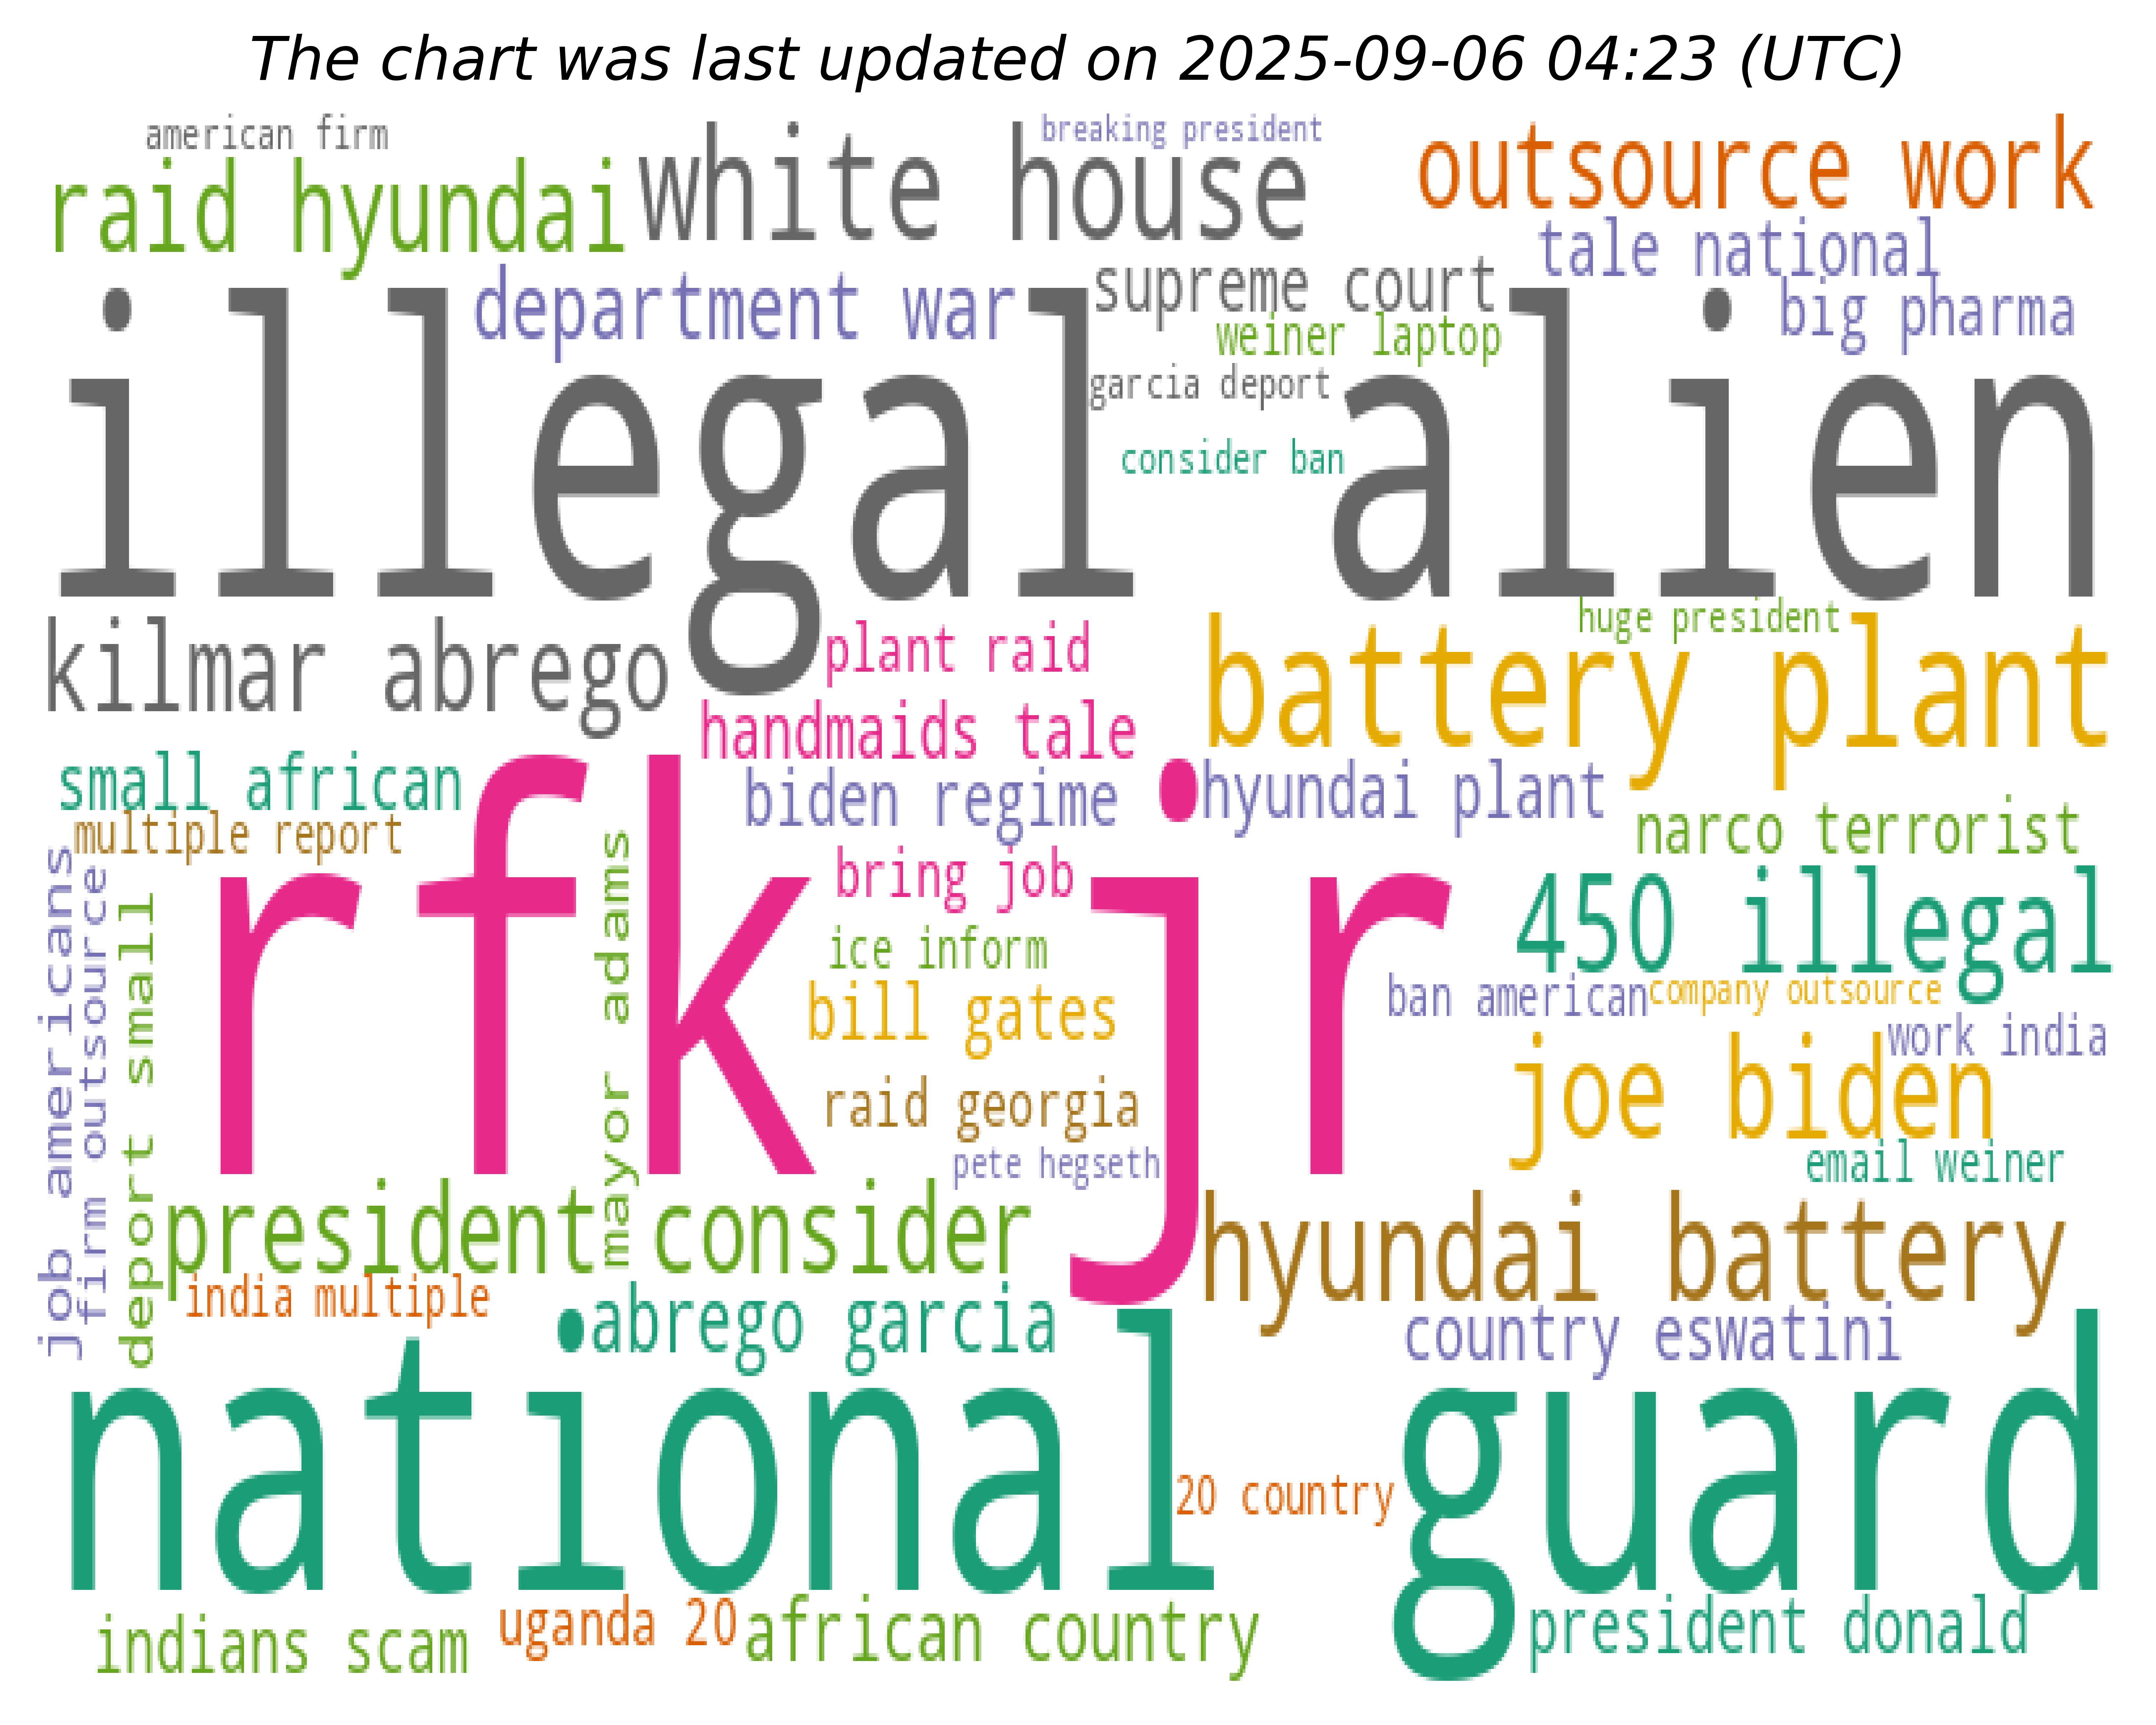 The chart was last updated on 2025-09-06 04:23 (UTC)
american firm
breaking president
raid hyundai
white house
outsource work
tale national
department war
supreme court
big pharma
weiner laptop
garcia deport
illegal alien
consider ban
huge president
kilmar abrego
plant raid
battery plant
handmaids tale
small african
biden regime
hyundai plant
multiple report
narco terrorist
rfk jr
bring job
450 illegal
ice inform
ban american
company outsource
bill gates
work india
joe biden
raid georgia
pete hegseth
email weiner
job americans
firm outsource
deport small
mayor adams
president consider
hyundai battery
india multiple
abrego garcia
country eswatini
national guard
20 country
indians scam
uganda 20
african country
president donald